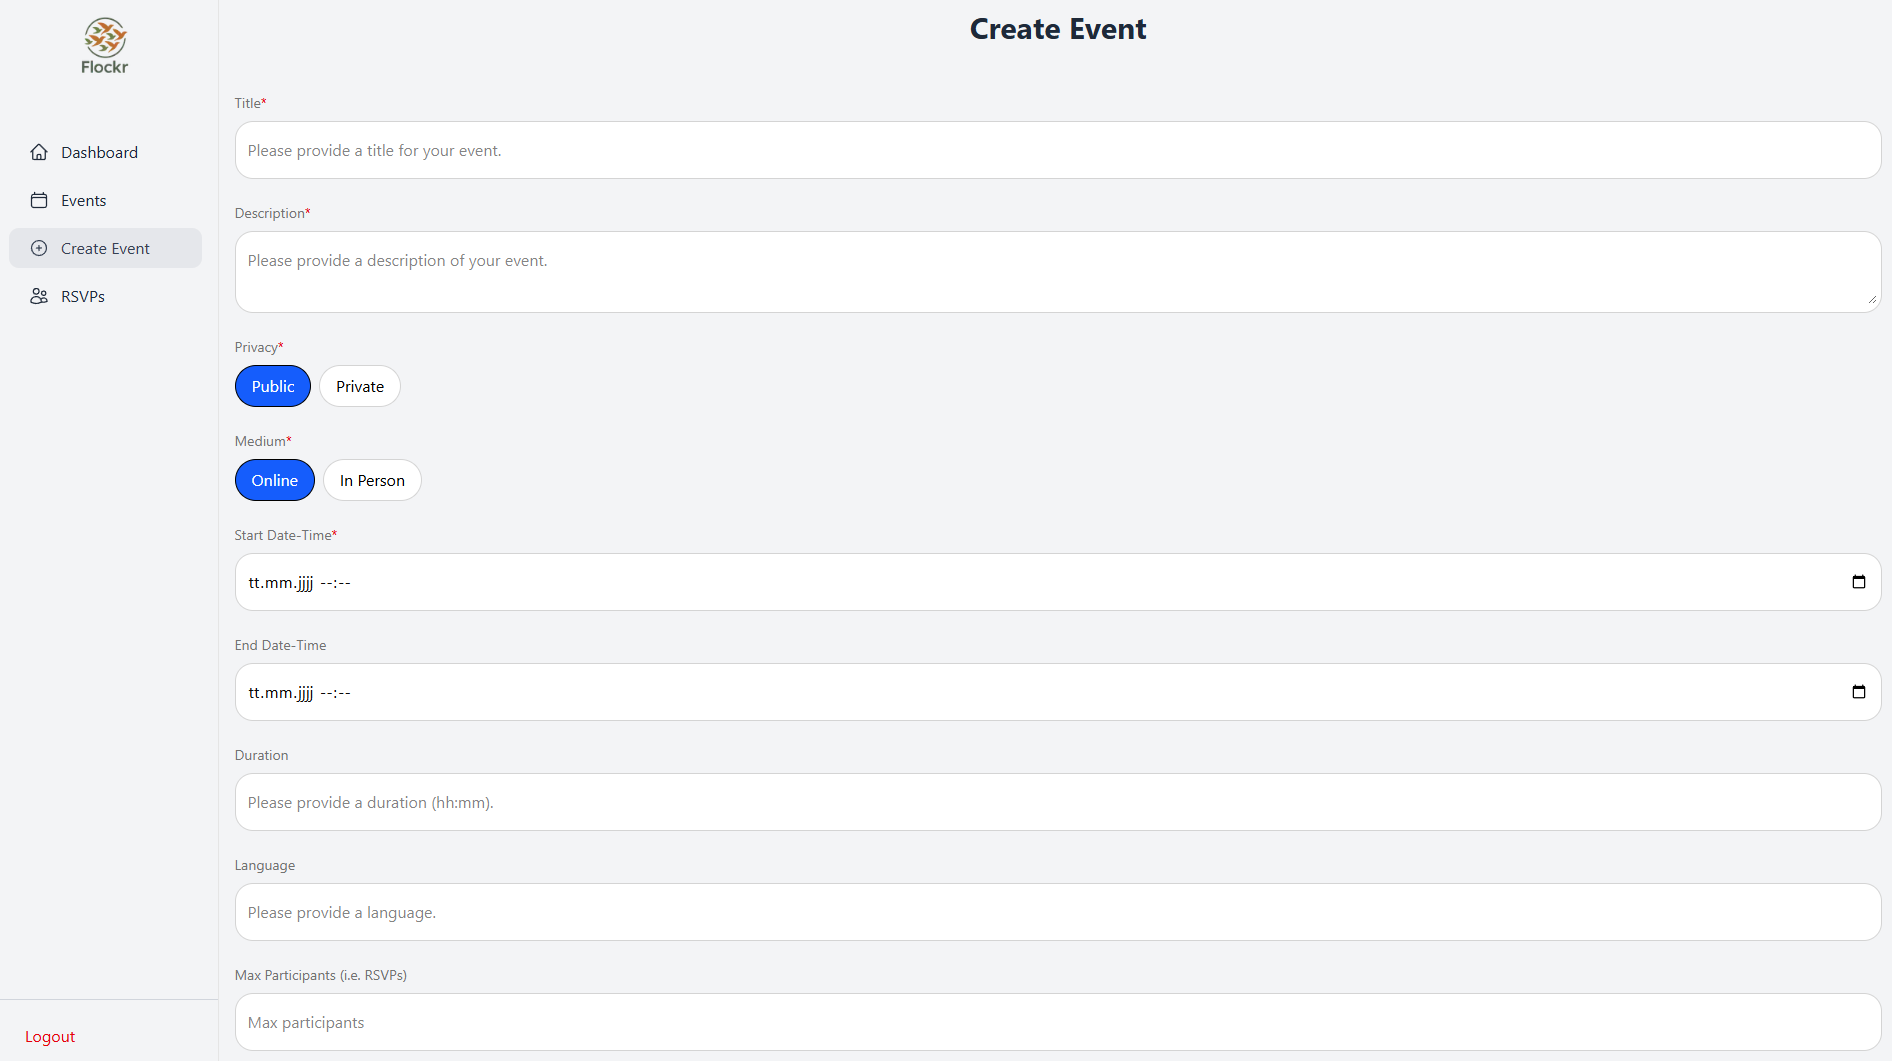 Flockr
Dashboard
Events
Create Event
RSVPs
Logout
Create Event
Title*
Please provide a title for your event.
Description*
Please provide a description of your event.
Privacy*
Public Private
Medium*
Online In Person
Start Date-Time*
tt.mm.jjjj --:--
End Date-Time
tt.mm.jjjj --:--
Duration
Please provide a duration (hh:mm).
Language
Please provide a language.
Max Participants (i.e. RSVPs)
Max participants